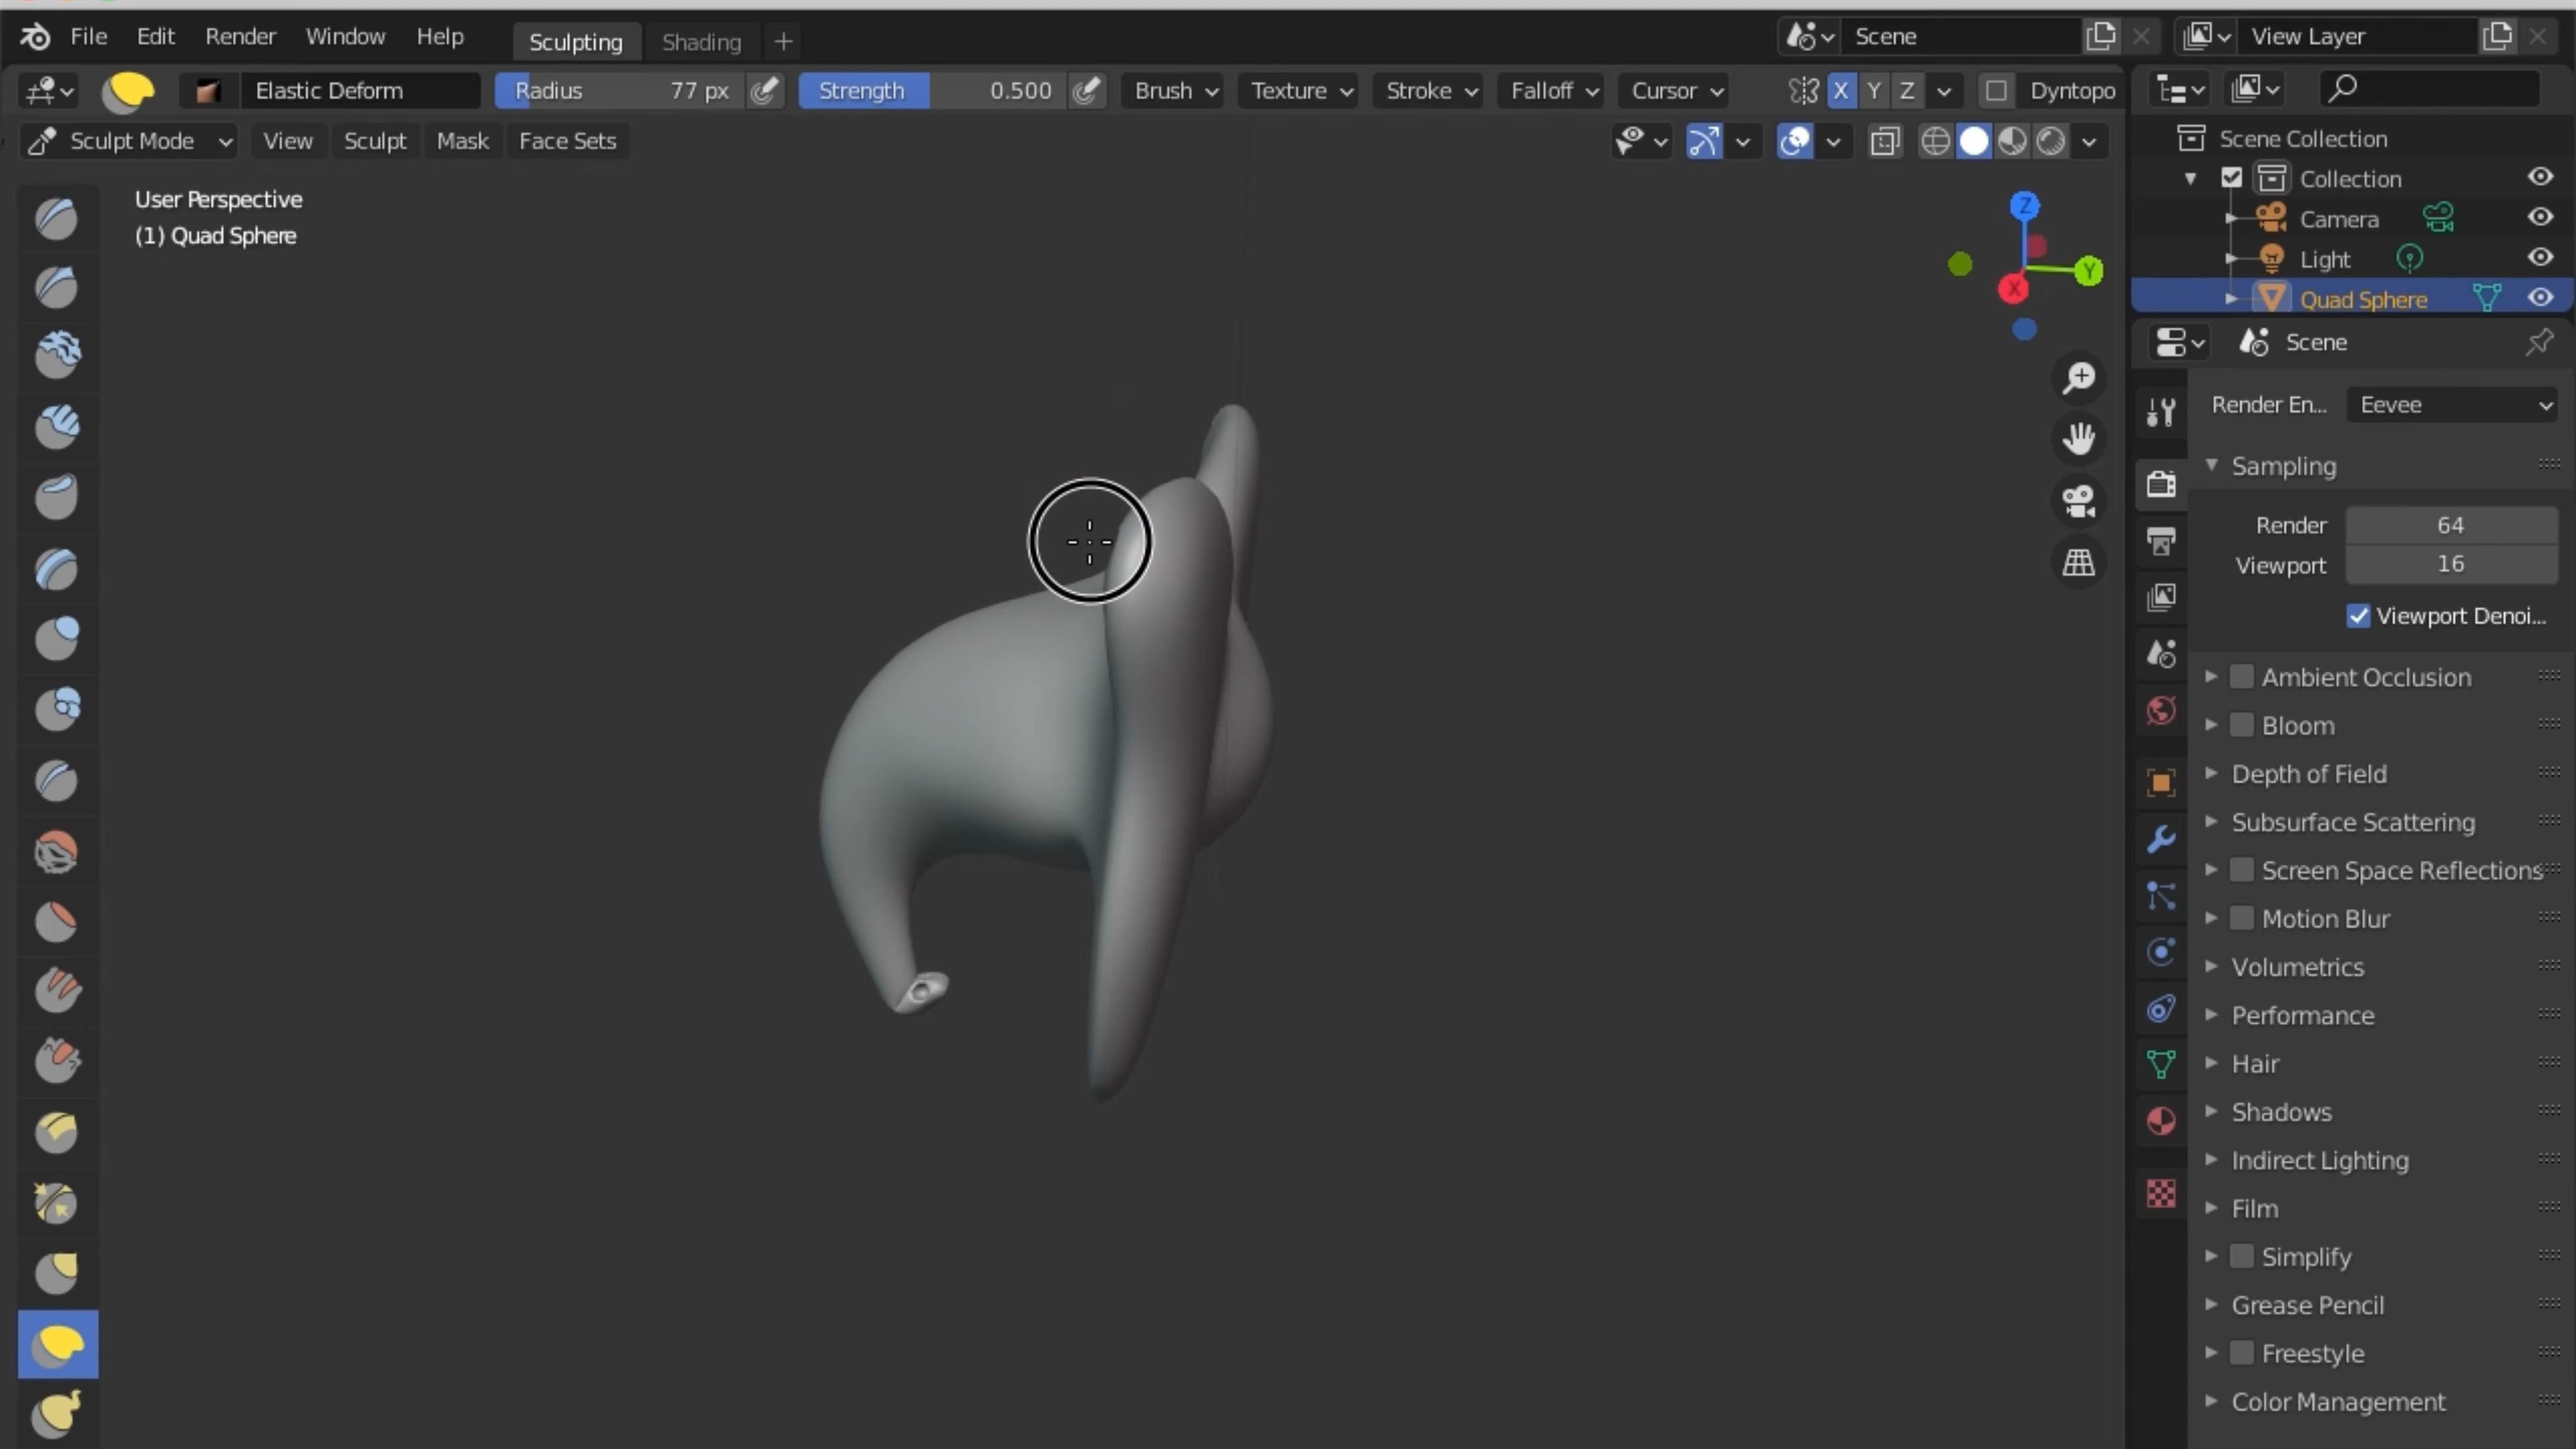 File Edit Render Window Help Sculpting Shading + Scene View Layer
Elastic Deform Radius 77 px Strength 0.500 Brush Texture Stroke Falloff Cursor X Y Z Dyntopo
Sculpt Mode View Sculpt Mask Face Sets
User Perspective
(1) Quad Sphere
Z
Y
X
Scene Collection
Collection
Camera
Light
Quad Sphere
Scene
Render En... Eevee
Sampling
Render 64
Viewport 16
Viewport Denoi...
Ambient Occlusion
Bloom
Depth of Field
Subsurface Scattering
Screen Space Reflections
Motion Blur
Volumetrics
Performance
Hair
Shadows
Indirect Lighting
Film
Simplify
Grease Pencil
Freestyle
Color Management